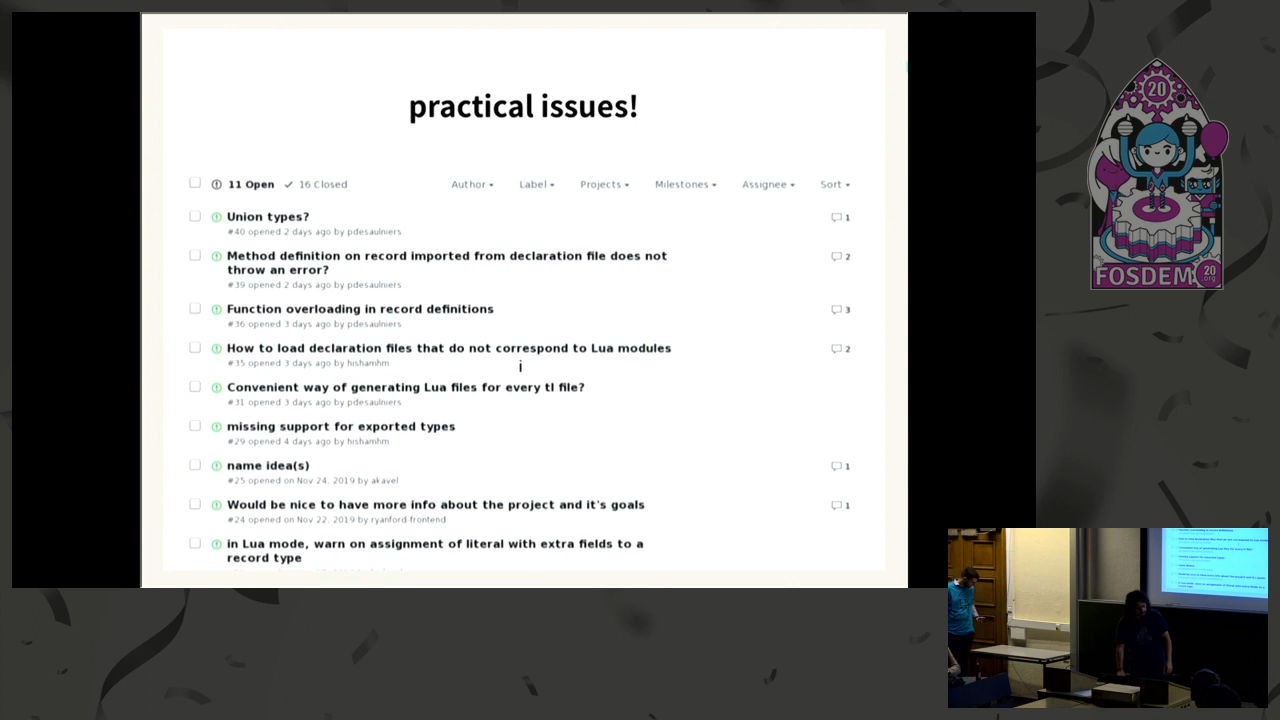 practical issues!
11 Open 16 Closed Author Label Projects Milestones Assignee Sort
Union types? 1
#40 opened 2 days ago by pdesaulniers
Method definition on record imported from declaration file does not 2
throw an error?
#39 opened 2 days ago by pdesaulniers
Function overloading in record definitions 3
#36 opened 3 days ago by pdesaulniers
How to load declaration files that do not correspond to Lua modules 2
#35 opened 3 days ago by hishamhm
Convenient way of generating Lua files for every tl file?
#31 opened 3 days ago by pdesaulniers
missing support for exported types
#29 opened 4 days ago by hishamhm
name idea(s) 1
#25 opened on Nov 24, 2019 by akavel
Would be nice to have more info about the project and it's goals 1
#24 opened on Nov 22, 2019 by ryanford-frontend
in Lua mode, warn on assignment of literal with extra fields to a
record type
20
FOSDEM 20
.org